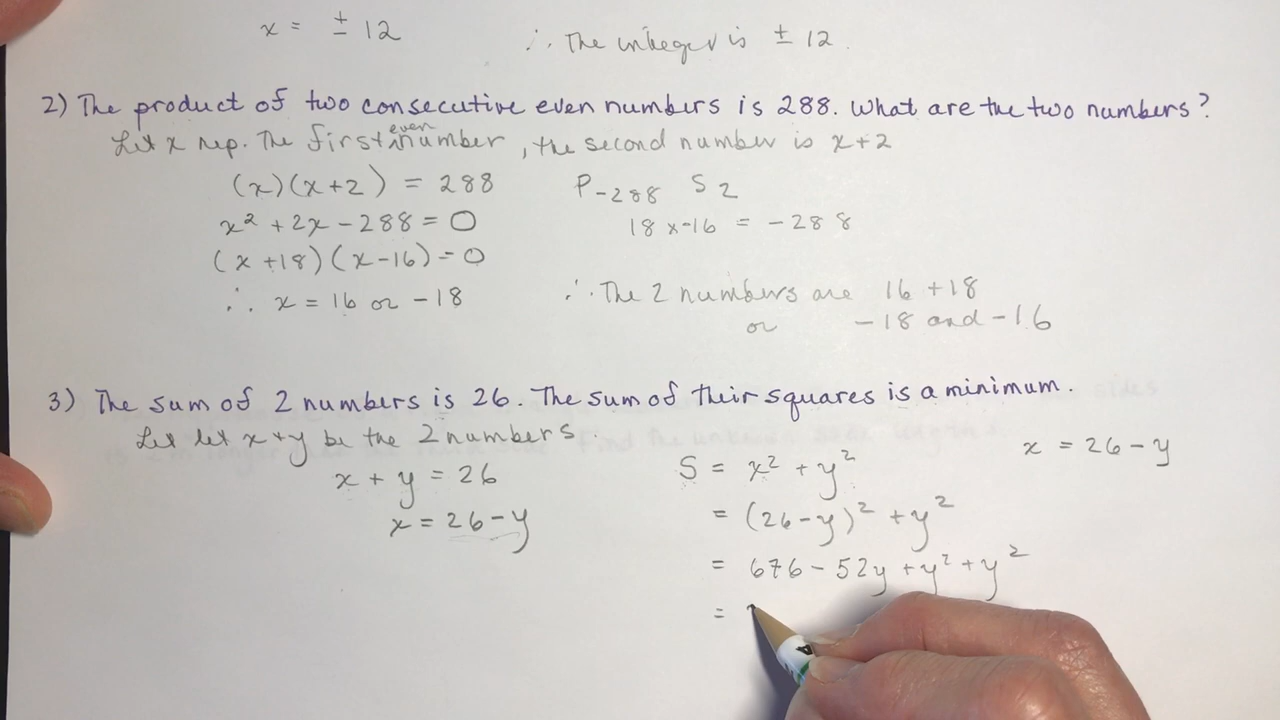 x = ± 12
∴ The integer is ± 12.
2) The product of two consecutive even numbers is 288. What are the two numbers?
Let x rep. the first even number, the second number is x+2
(x)(x+2) = 288
x² + 2x - 288 = 0
(x +18)(x-16) = 0
∴ x = 16 or -18
P -288 S 2
18 x -16 = -288
∴ The 2 numbers are 16 + 18
or -18 and -16
3) The sum of 2 numbers is 26. The sum of their squares is a minimum.
Let let x + y be the 2 numbers.
x + y = 26
x = 26 - y
S = x² + y²
= (26-y)² + y²
= 676 - 52y + y² + y²
=
x = 26 - y